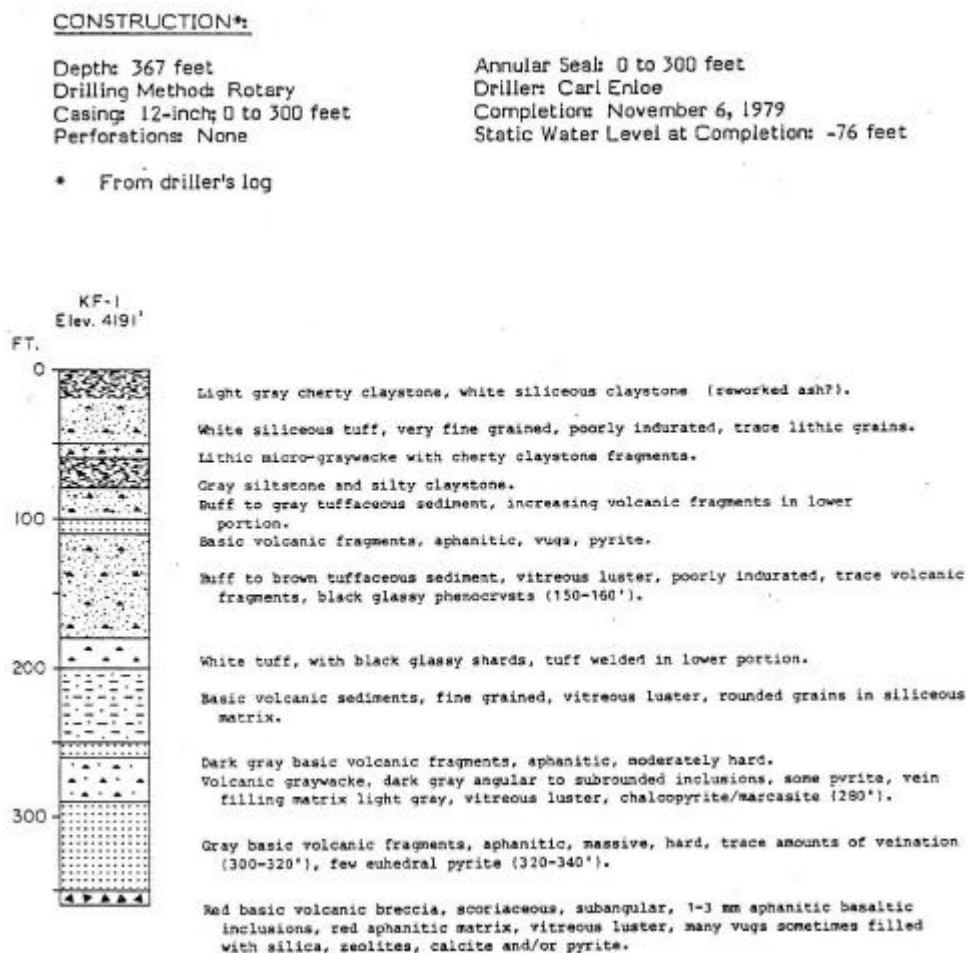 CONSTRUCTION*:
Depth: 367 feet
Drilling Method: Rotary
Casing: 12-inch; 0 to 300 feet
Perforations: None
Annular Seal: 0 to 300 feet
Driller: Carl Enloe
Completion: November 6, 1979
Static Water Level at Completion: -76 feet
* From driller's log
KF-1
Elev. 4191'
FT.
0
100
200
300
Light gray cherty claystone, white siliceous claystone (reworked ash?).
White siliceous tuff, very fine grained, poorly indurated, trace lithic grains.
Lithic micro-graywacke with cherty claystone fragments.
Gray siltstone and silty claystone.
Buff to gray tuffaceous sediment, increasing volcanic fragments in lower
portion.
Basic volcanic fragments, aphanitic, vugs, pyrite.
Buff to brown tuffaceous sediment, vitreous luster, poorly indurated, trace volcanic
fragments, black glassy phenocrysts (150-160').
White tuff, with black glassy shards, tuff welded in lower portion.
Basic volcanic sediments, fine grained, vitreous luster, rounded grains in siliceous
matrix.
Dark gray basic volcanic fragments, aphanitic, moderately hard.
Volcanic graywacke, dark gray angular to subrounded inclusions, some pyrite, vein
filling matrix light gray, vitreous luster, chalcopyrite/marcasite (280').
Gray basic volcanic fragments, aphanitic, massive, hard, trace amounts of veination
(300-320'), few euhedral pyrite (320-340').
Red basic volcanic breccia, scoriaceous, subangular, 1-3 mm aphanitic basaltic
inclusions, red aphanitic matrix, vitreous luster, many vugs sometimes filled
with silica, zeolites, calcite and/or pyrite.